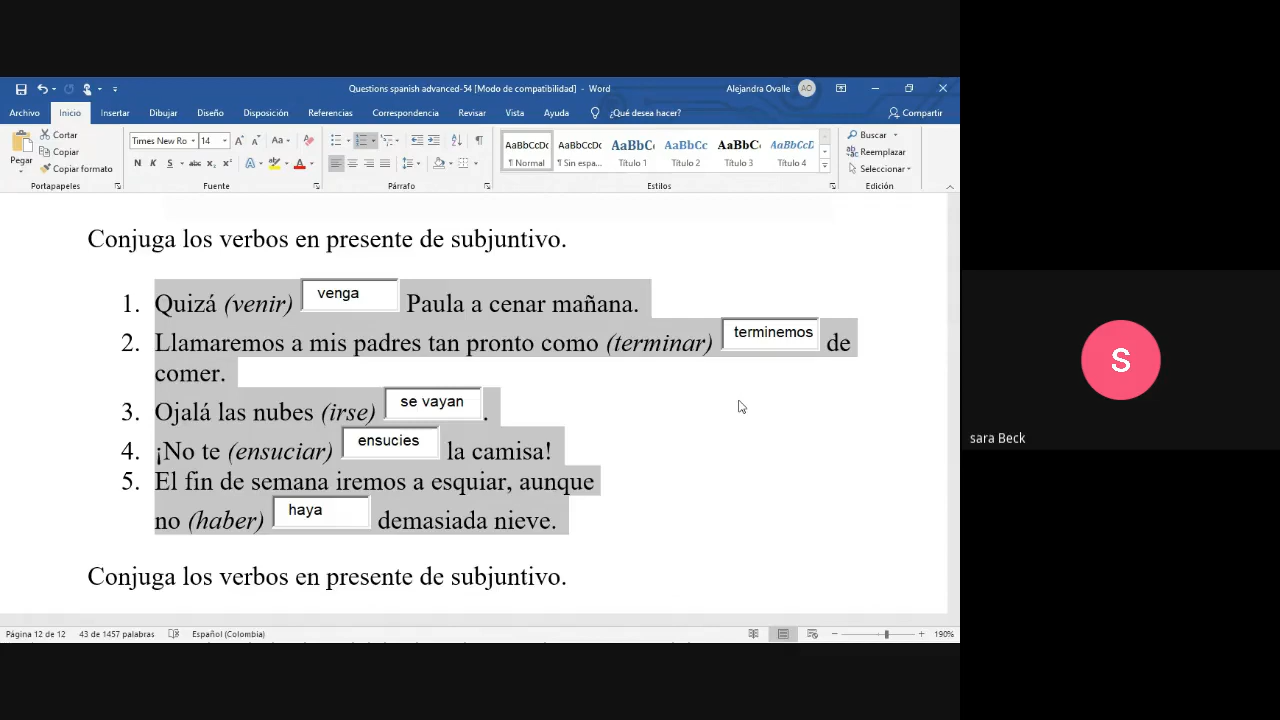 Questions spanish advanced-54 [Modo de compatibilidad] - Word
Alejandra Ovalle
AO
Archivo Inicio Insertar Dibujar Diseño Disposición Referencias Correspondencia Revisar Vista Ayuda ¿Qué desea hacer? Compartir
Pegar
Cortar
Copiar
Copiar formato
Portapapeles
Times New Ro 14
N K S abc x₂ x²
Fuente
Párrafo
AaBbCcDc AaBbCcDc AaBbCc AaBbCc AaBbC AaBbCcD
¶ Normal ¶ Sin espa... Título 1 Título 2 Título 3 Título 4
Estilos
Buscar
Reemplazar
Seleccionar
Edición
Conjuga los verbos en presente de subjuntivo.
1. Quizá (venir) venga Paula a cenar mañana.
2. Llamaremos a mis padres tan pronto como (terminar) terminemos de
comer.
3. Ojalá las nubes (irse) se vayan .
4. ¡No te (ensuciar) ensucies la camisa!
5. El fin de semana iremos a esquiar, aunque
no (haber) haya demasiada nieve.
Conjuga los verbos en presente de subjuntivo.
Página 12 de 12 43 de 1457 palabras Español (Colombia) 190%
S
sara Beck